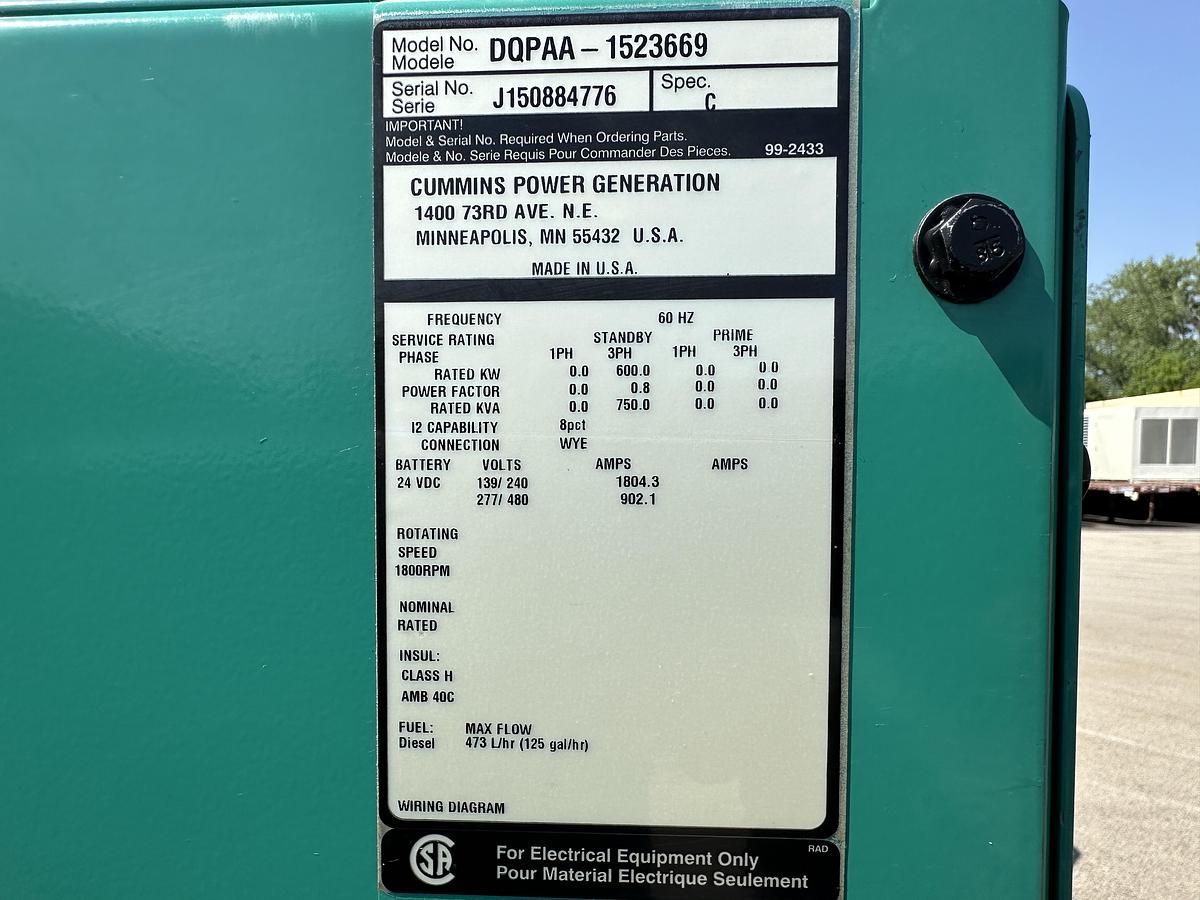 Model No. DQPAA – 1523669
Modele
Serial No. J150884776 Spec. C
Serie
IMPORTANT!
Model & Serial No. Required When Ordering Parts.
Modele & No. Serie Requis Pour Commander Des Pieces. 99-2433
CUMMINS POWER GENERATION
1400 73RD AVE. N.E.
MINNEAPOLIS, MN 55432 U.S.A.
MADE IN U.S.A.
FREQUENCY 60 HZ
SERVICE RATING STANDBY PRIME
PHASE 1PH 3PH 1PH 3PH
RATED KW 0.0 600.0 0.0 0.0
POWER FACTOR 0.0 0.8 0.0 0.0
RATED KVA 0.0 750.0 0.0 0.0
I2 CAPABILITY 8pct
CONNECTION WYE
BATTERY VOLTS AMPS AMPS
24 VDC 139/ 240 1804.3
277/ 480 902.1
ROTATING
SPEED
1800RPM
NOMINAL
RATED
INSUL:
CLASS H
AMB 40C
FUEL: MAX FLOW
Diesel 473 L/hr (125 gal/hr)
WIRING DIAGRAM
SA For Electrical Equipment Only RAD
Pour Material Electrique Seulement